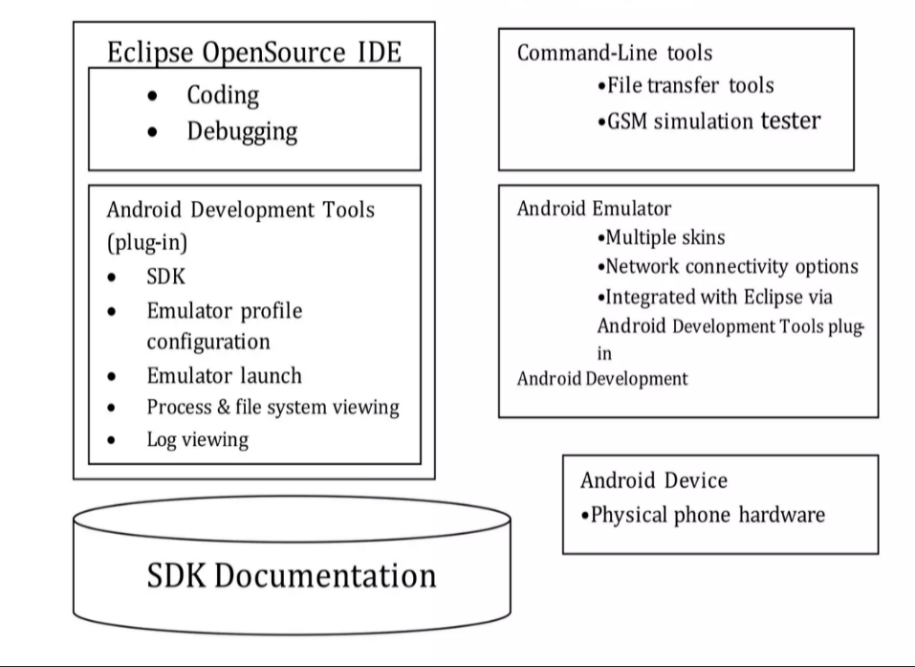 Eclipse OpenSource IDE
• Coding
• Debugging
Android Development Tools
(plug-in)
• SDK
• Emulator profile
configuration
• Emulator launch
• Process & file system viewing
• Log viewing
SDK Documentation
Command-Line tools
•File transfer tools
•GSM simulation tester
Android Emulator
•Multiple skins
•Network connectivity options
•Integrated with Eclipse via
Android Development Tools plug-
in
Android Development
Android Device
•Physical phone hardware